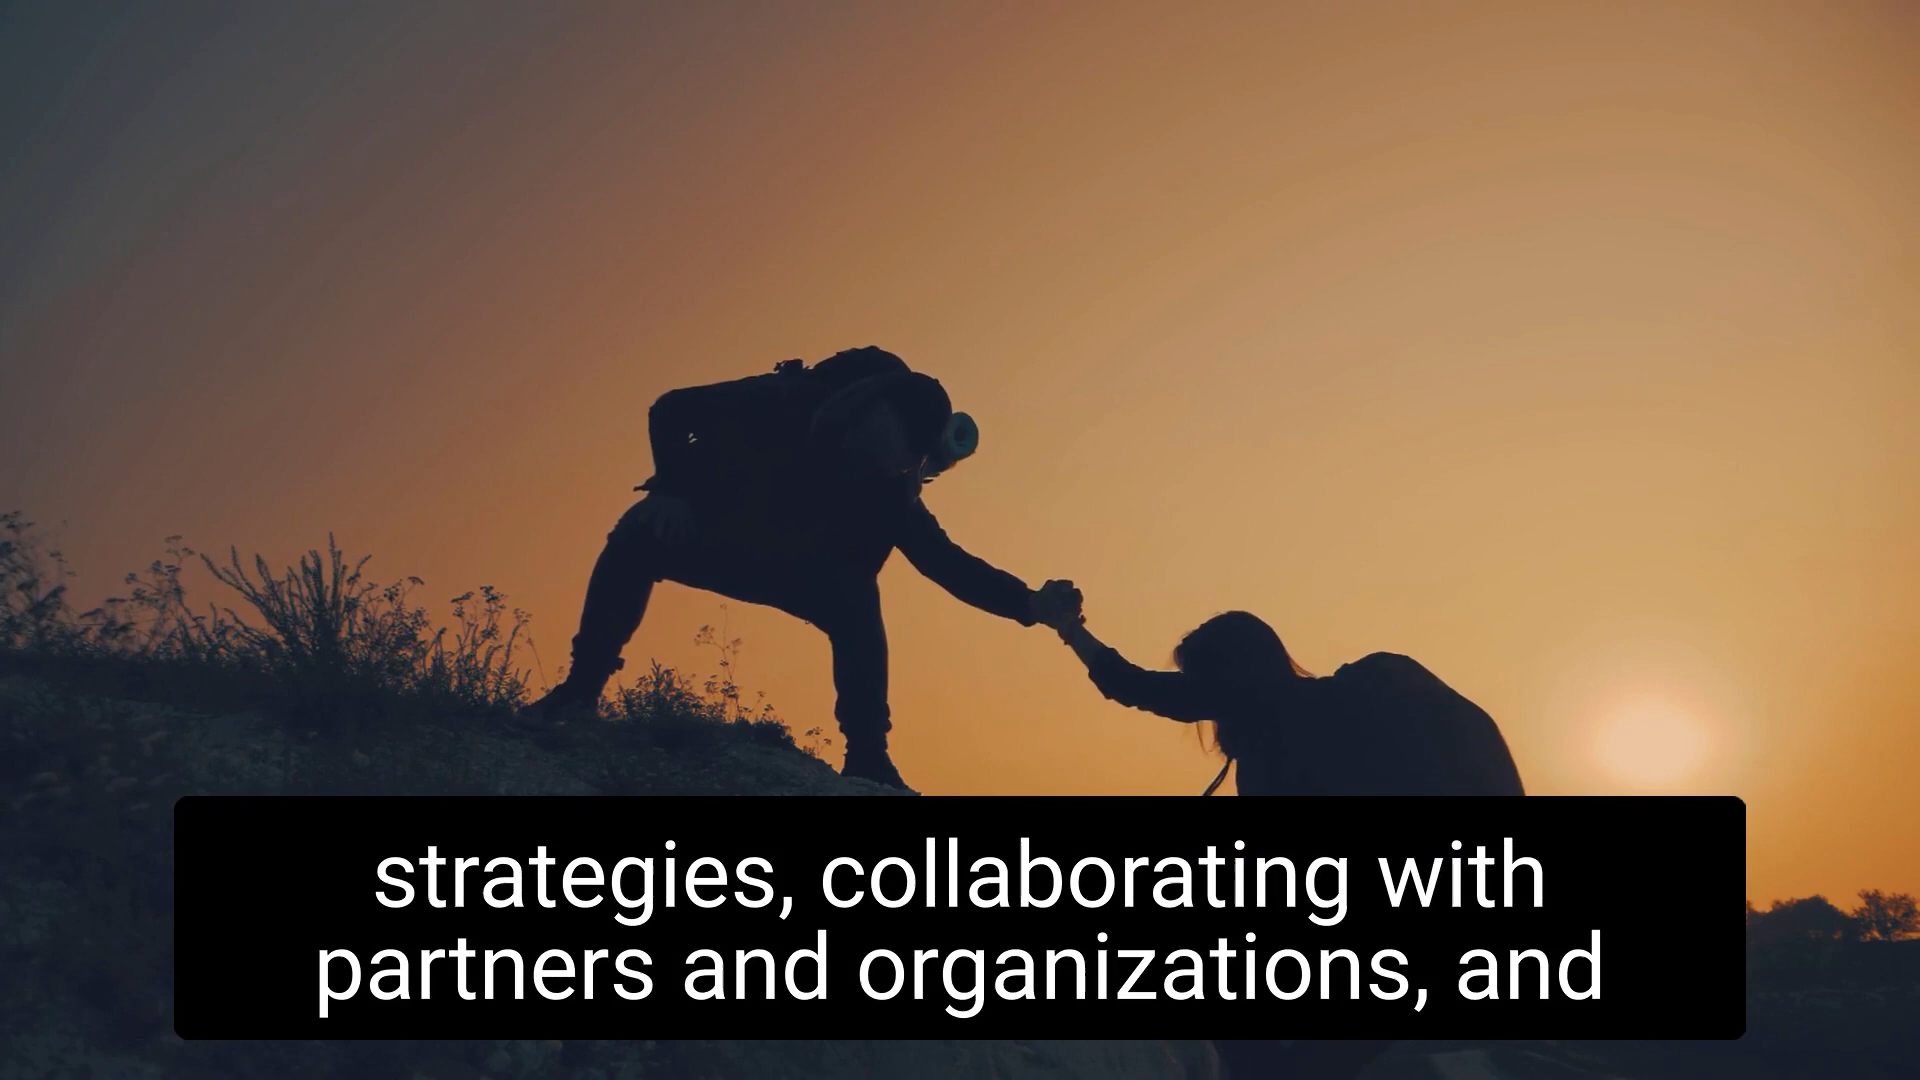 strategies, collaborating with
partners and organizations, and